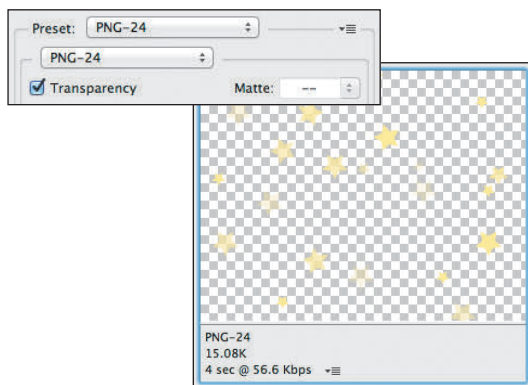 Preset: PNG-24
PNG-24
Transparency Matte: --
PNG-24
15.08K
4 sec @ 56.6 Kbps